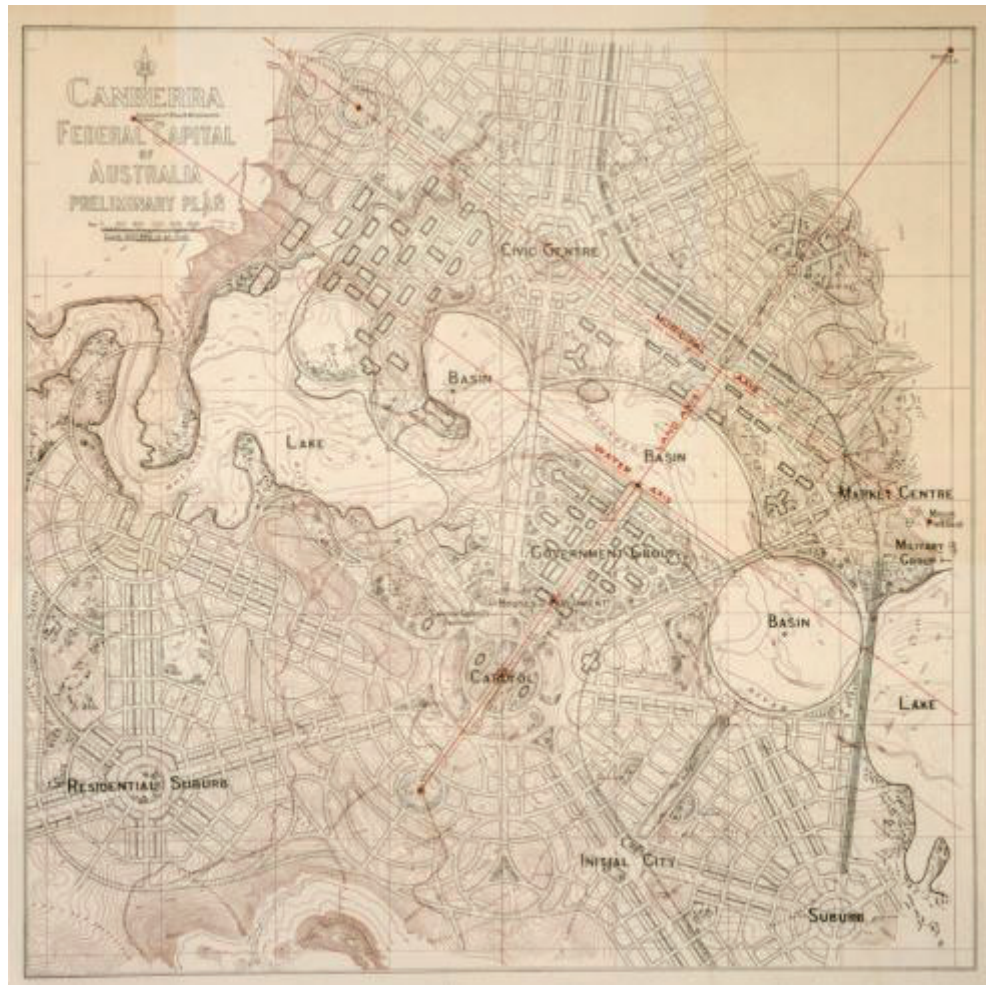 CANBERRA
FEDERAL CAPITAL
OF
AUSTRALIA
PRELIMINARY PLAN
CIVIC CENTRE
MUNICIPAL AXIS
LAND AXIS
BASIN
BASIN
LAKE
WATER AXIS
MARKET CENTRE
MILITARY
GROUP
GOVERNMENT GROUP
HOUSES PARLIAMENT
BASIN
CAPITOL
LAKE
RESIDENTIAL SUBURB
INITIAL CITY
SUBURB